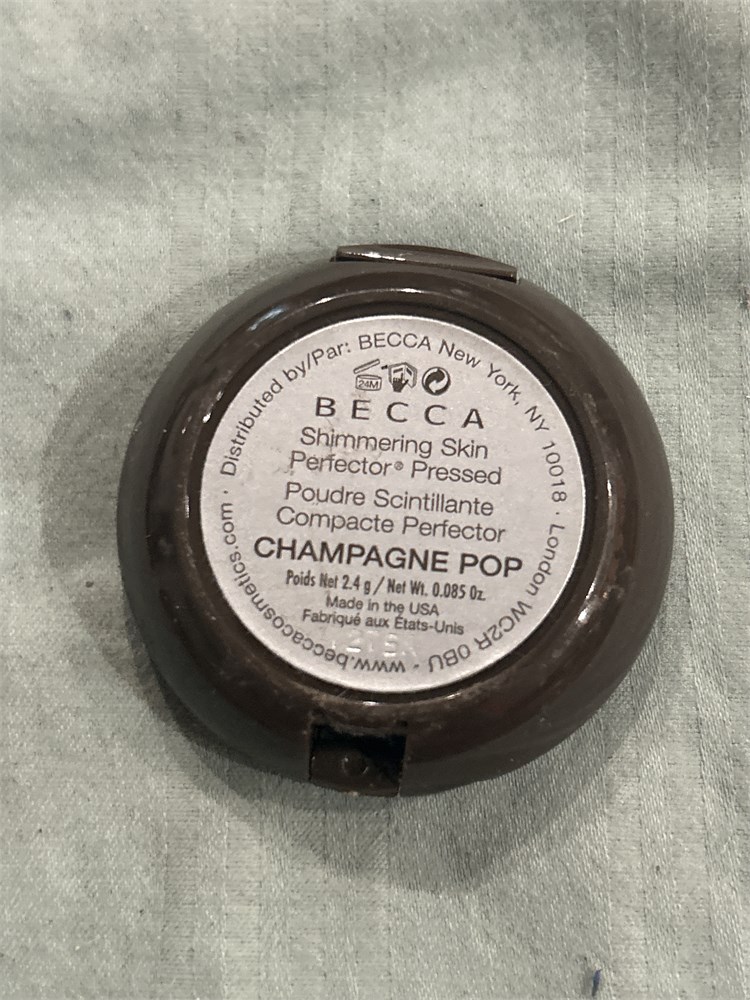 Distributed by/Par: BECCA New York, NY 10018 · London WC2R 0BU · www.beccacosmetics.com ·
24M
BECCA
Shimmering Skin
Perfector® Pressed
Poudre Scintillante
Compacte Perfector
CHAMPAGNE POP
Poids Net 2.4 g / Net Wt. 0.085 Oz.
Made in the USA
Fabriqué aux États-Unis